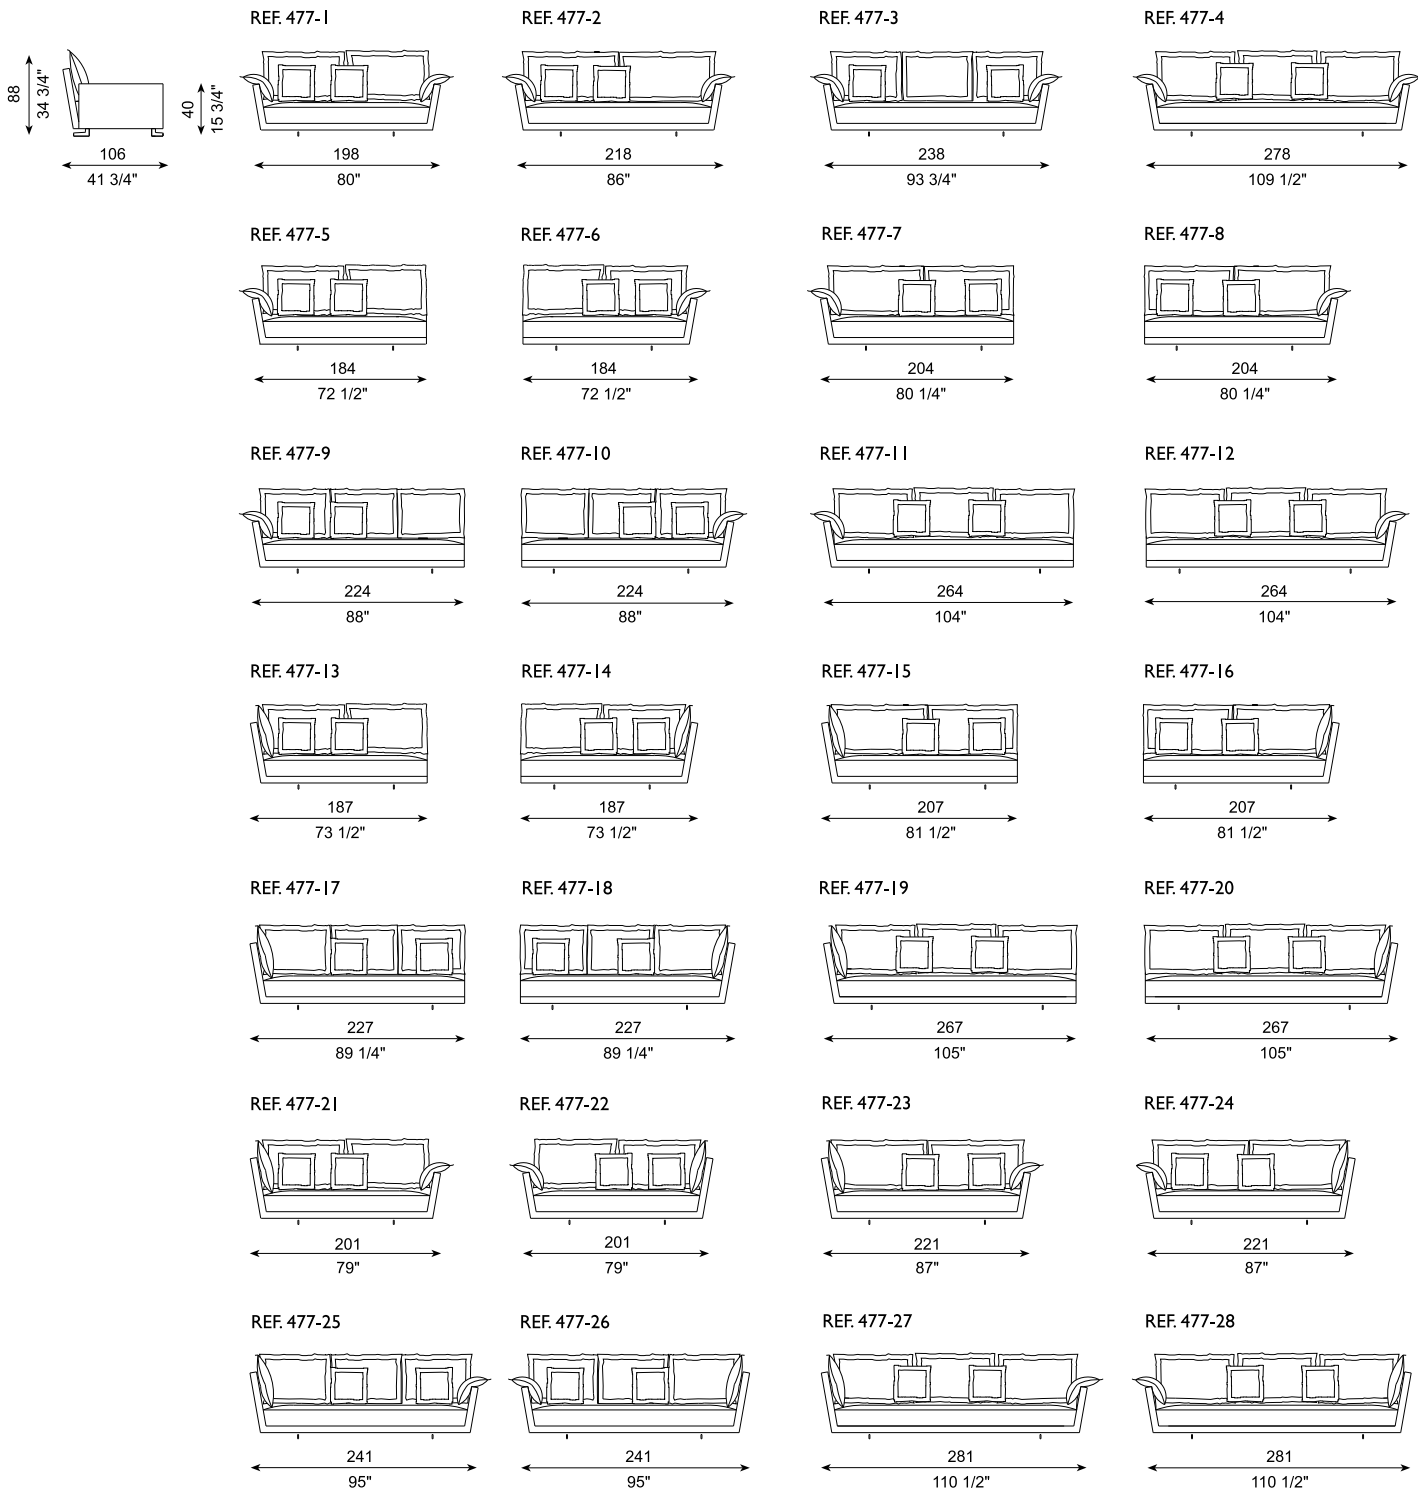 REF. 477-1 REF. 477-2 REF. 477-3 REF. 477-4
88
34 3/4"
40
15 3/4"
106 198 218 238 278
41 3/4" 80" 86" 93 3/4" 109 1/2"
REF. 477-5 REF. 477-6 REF. 477-7 REF. 477-8
184 184 204 204
72 1/2" 72 1/2" 80 1/4" 80 1/4"
REF. 477-9 REF. 477-10 REF. 477-11 REF. 477-12
224 224 264 264
88" 88" 104" 104"
REF. 477-13 REF. 477-14 REF. 477-15 REF. 477-16
187 187 207 207
73 1/2" 73 1/2" 81 1/2" 81 1/2"
REF. 477-17 REF. 477-18 REF. 477-19 REF. 477-20
227 227 267 267
89 1/4" 89 1/4" 105" 105"
REF. 477-21 REF. 477-22 REF. 477-23 REF. 477-24
201 201 221 221
79" 79" 87" 87"
REF. 477-25 REF. 477-26 REF. 477-27 REF. 477-28
241 241 281 281
95" 95" 110 1/2" 110 1/2"